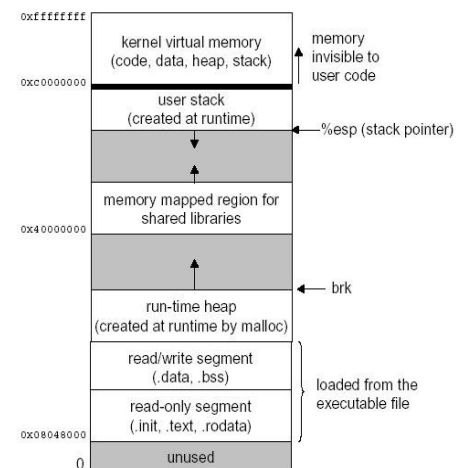 0xffffffff
kernel virtual memory
(code, data, heap, stack)
memory
invisible to
user code
0xc0000000
user stack
(created at runtime)
%esp (stack pointer)
memory mapped region for
shared libraries
0x40000000
brk
run-time heap
(created at runtime by malloc)
read/write segment
(.data, .bss)
loaded from the
executable file
read-only segment
(.init, .text, .rodata)
0x08048000
unused
0